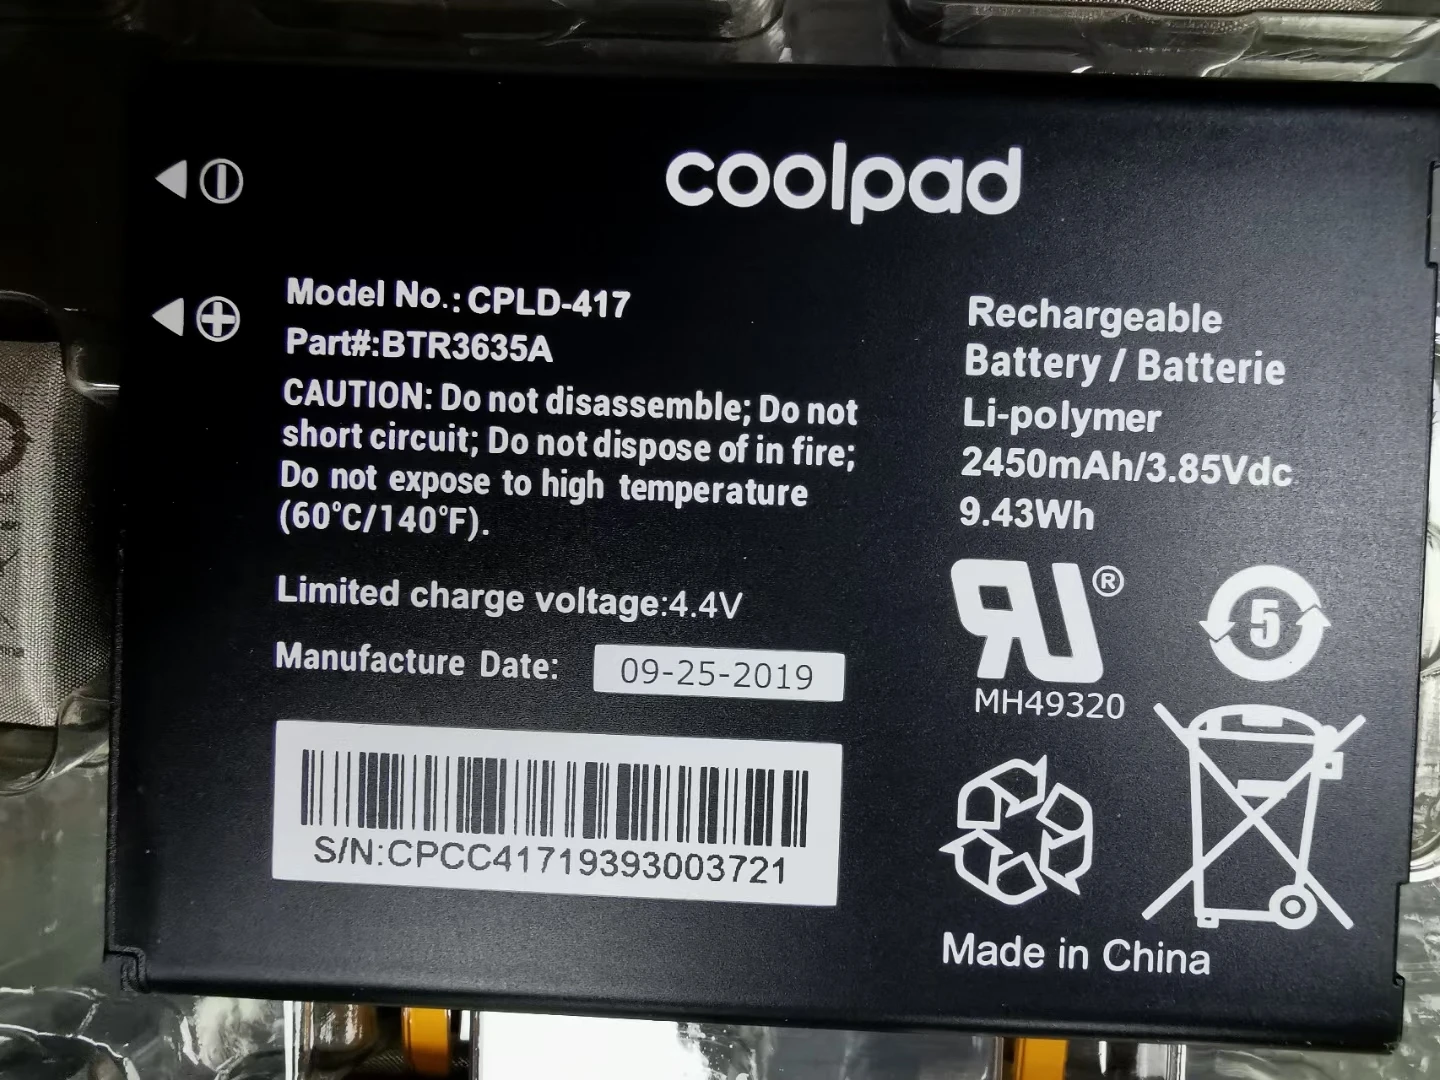 coolpad
Model No.: CPLD-417
Part#:BTR3635A
CAUTION: Do not disassemble; Do not
short circuit; Do not dispose of in fire;
Do not expose to high temperature
(60°C/140°F).
Limited charge voltage:4.4V
Manufacture Date: 09-25-2019
S/N:CPCC41719393003721
Rechargeable
Battery / Batterie
Li-polymer
2450mAh/3.85Vdc
9.43Wh
RU®
MH49320
5
Made in China